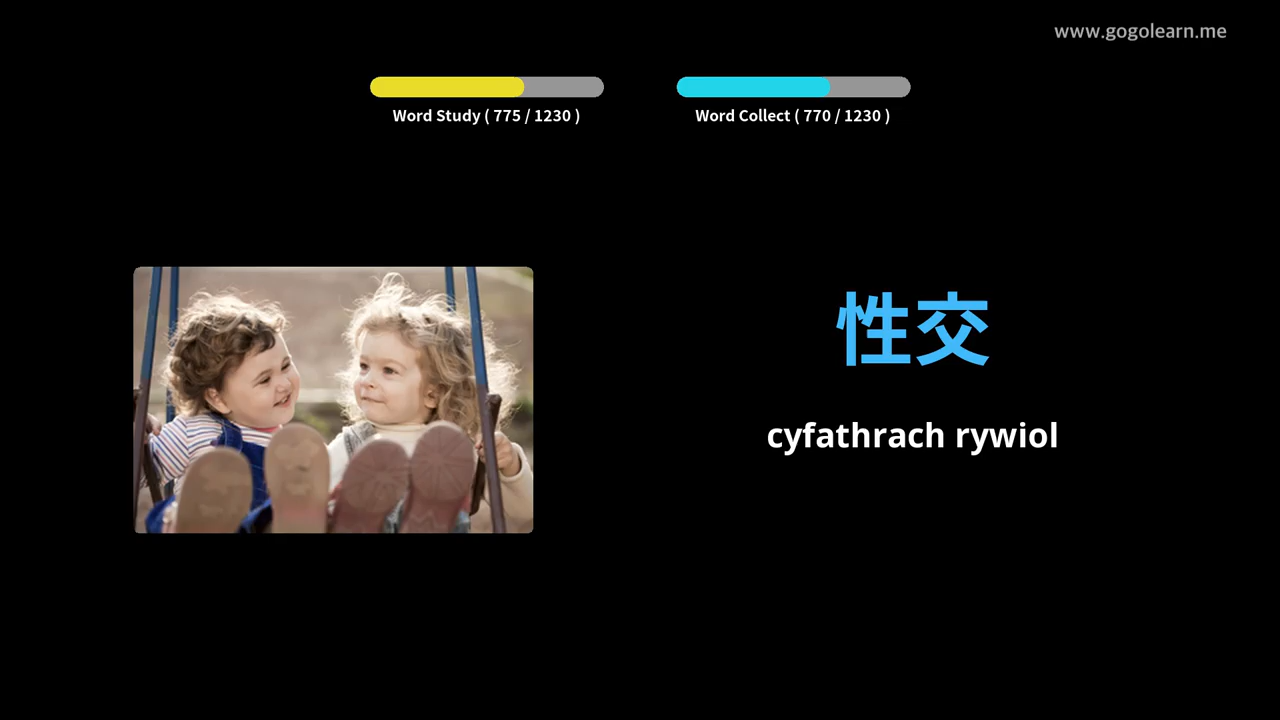 www.gogolearn.me
Word Study ( 775 / 1230 )
Word Collect ( 770 / 1230 )
性交
cyfathrach rywiol